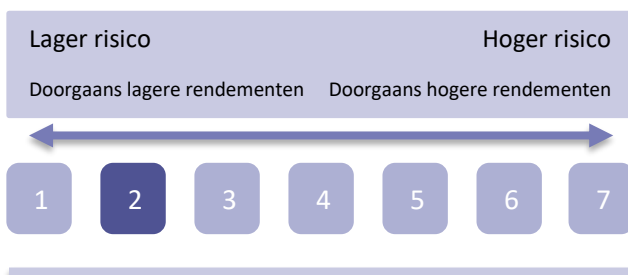 Lager risico Hoger risico
Doorgaans lagere rendementen Doorgaans hogere rendementen
1 2 3 4 5 6 7